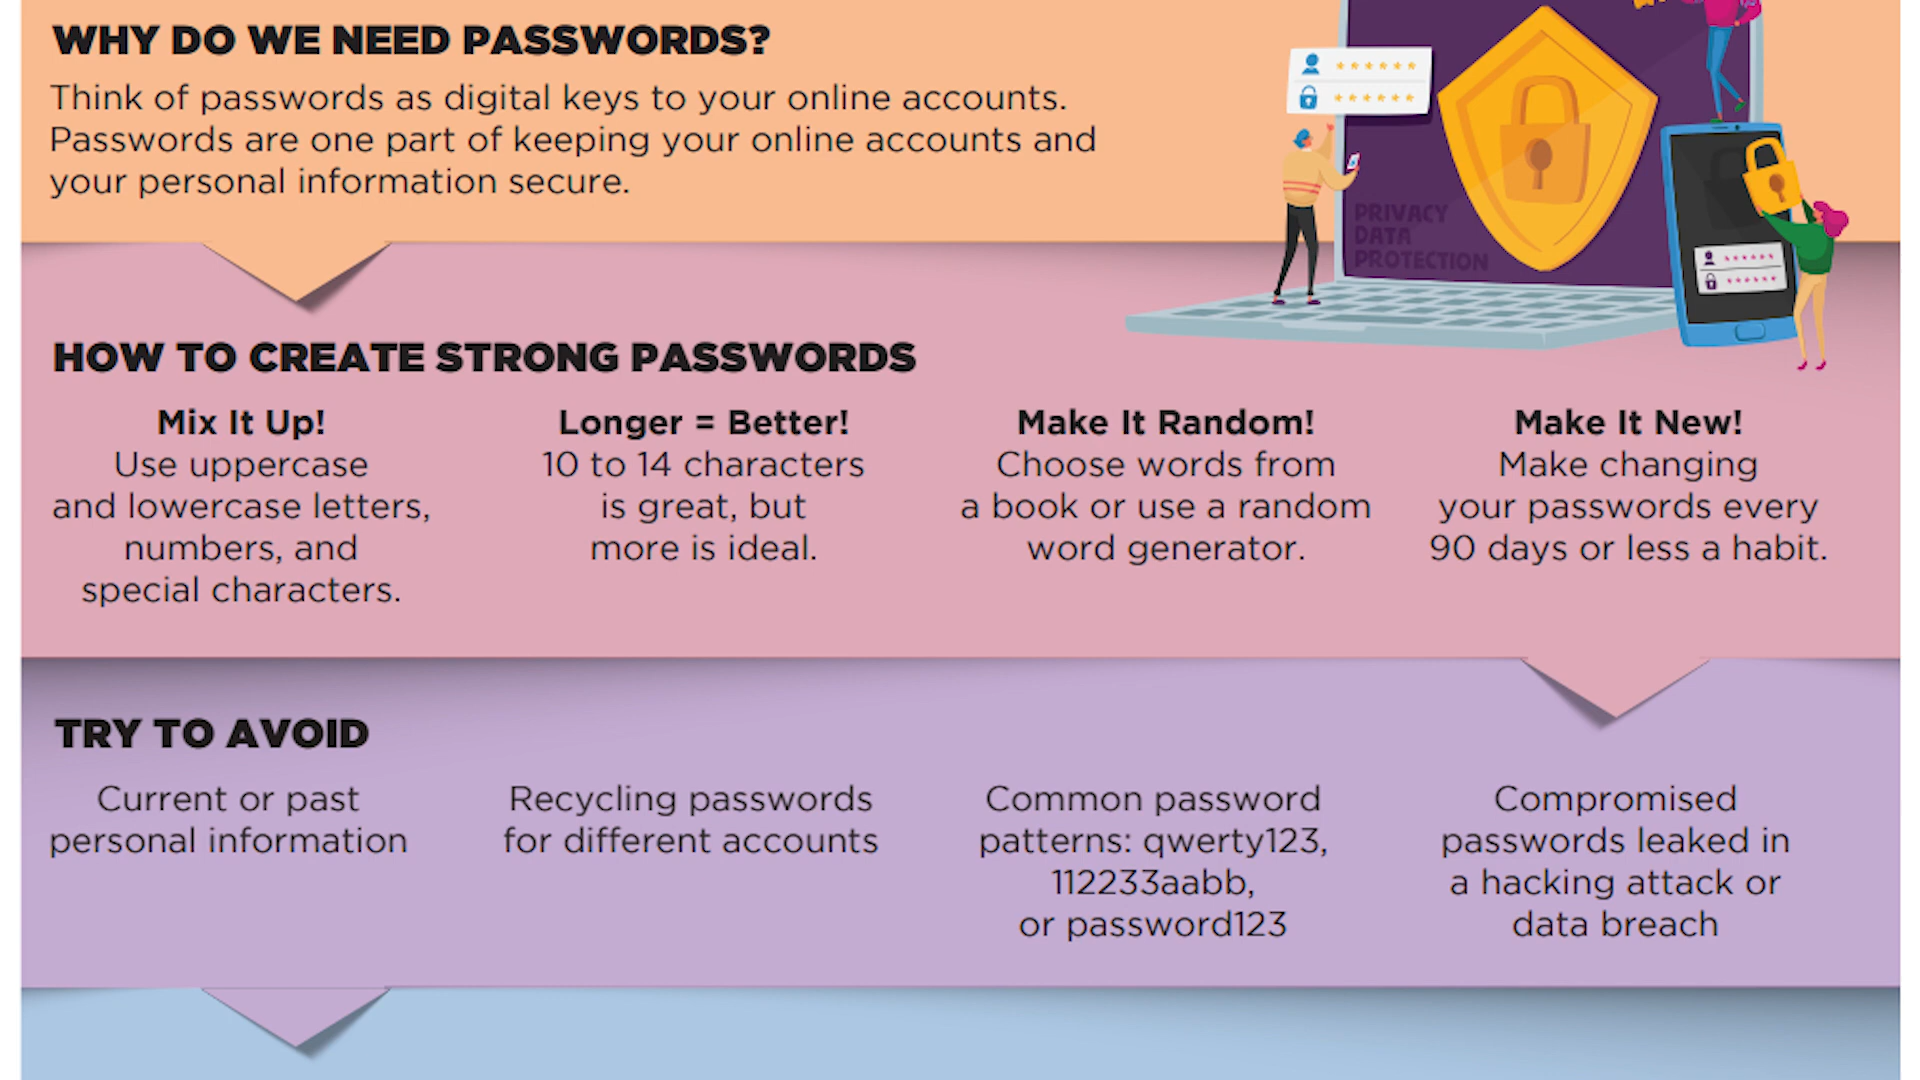 WHY DO WE NEED PASSWORDS?
Think of passwords as digital keys to your online accounts.
Passwords are one part of keeping your online accounts and
your personal information secure.
PRIVACY
DATA
PROTECTION
HOW TO CREATE STRONG PASSWORDS
Mix It Up!
Use uppercase
and lowercase letters,
numbers, and
special characters.
Longer = Better!
10 to 14 characters
is great, but
more is ideal.
Make It Random!
Choose words from
a book or use a random
word generator.
Make It New!
Make changing
your passwords every
90 days or less a habit.
TRY TO AVOID
Current or past
personal information
Recycling passwords
for different accounts
Common password
patterns: qwerty123,
112233aabb,
or password123
Compromised
passwords leaked in
a hacking attack or
data breach